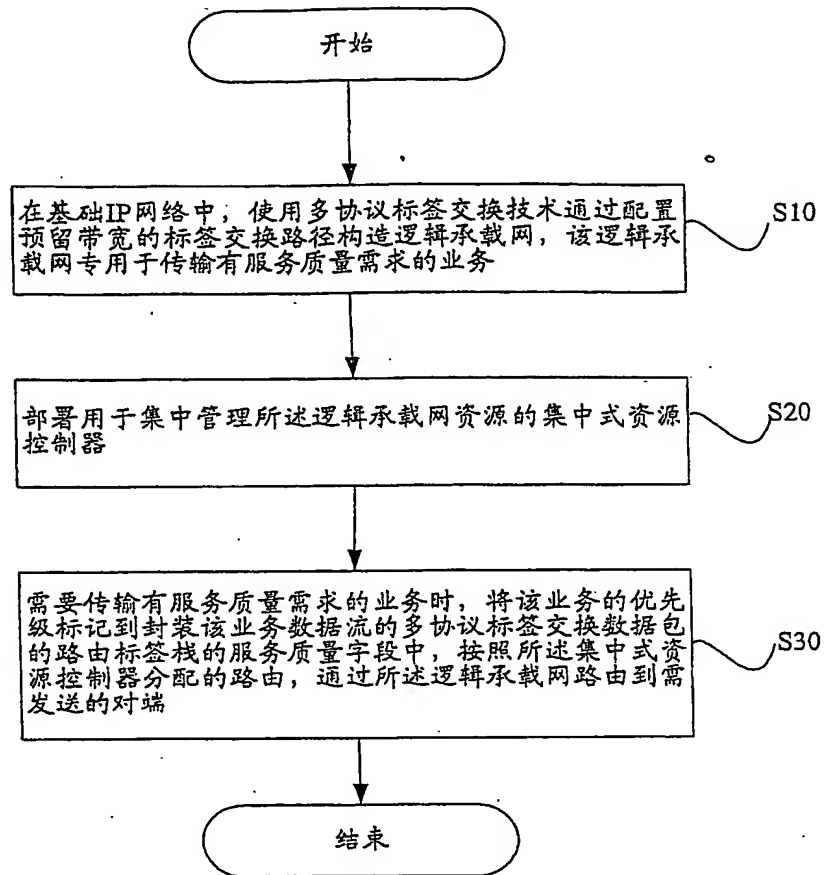 开始
在基础IP网络中，使用多协议标签交换技术通过配置
预留带宽的标签交换路径构造逻辑承载网，该逻辑承
载网专用于传输有服务质量需求的业务
S10
部署用于集中管理所述逻辑承载网资源的集中式资源
控制器
S20
需要传输有服务质量需求的业务时，将该业务的优先
级标记到封装该业务数据流的多协议标签交换数据包
的路由标签栈的服务质量字段中，按照所述集中式资
源控制器分配的路由，通过所述逻辑承载网路由到需
发送的对端
S30
结束